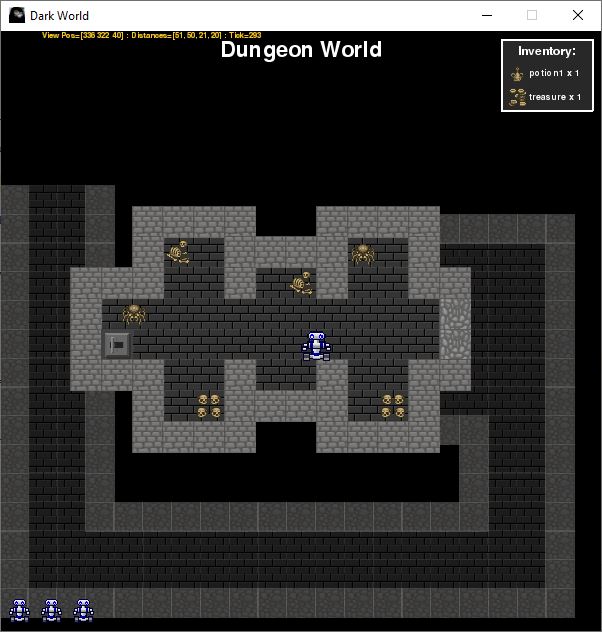 Dark World
View Pos=[336 322 40] : Distances=[51, 50, 21, 20] : Tick=293
Dungeon World
Inventory:
potion1 x 1
treasure x 1